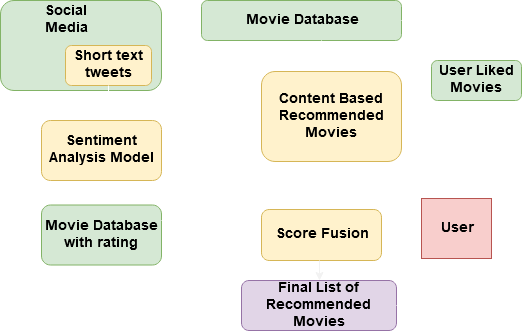 Social
Media
Short text
tweets
Movie Database
User Liked
Movies
Content Based
Recommended
Movies
Sentiment
Analysis Model
Movie Database
with rating
Score Fusion
User
Final List of
Recommended
Movies